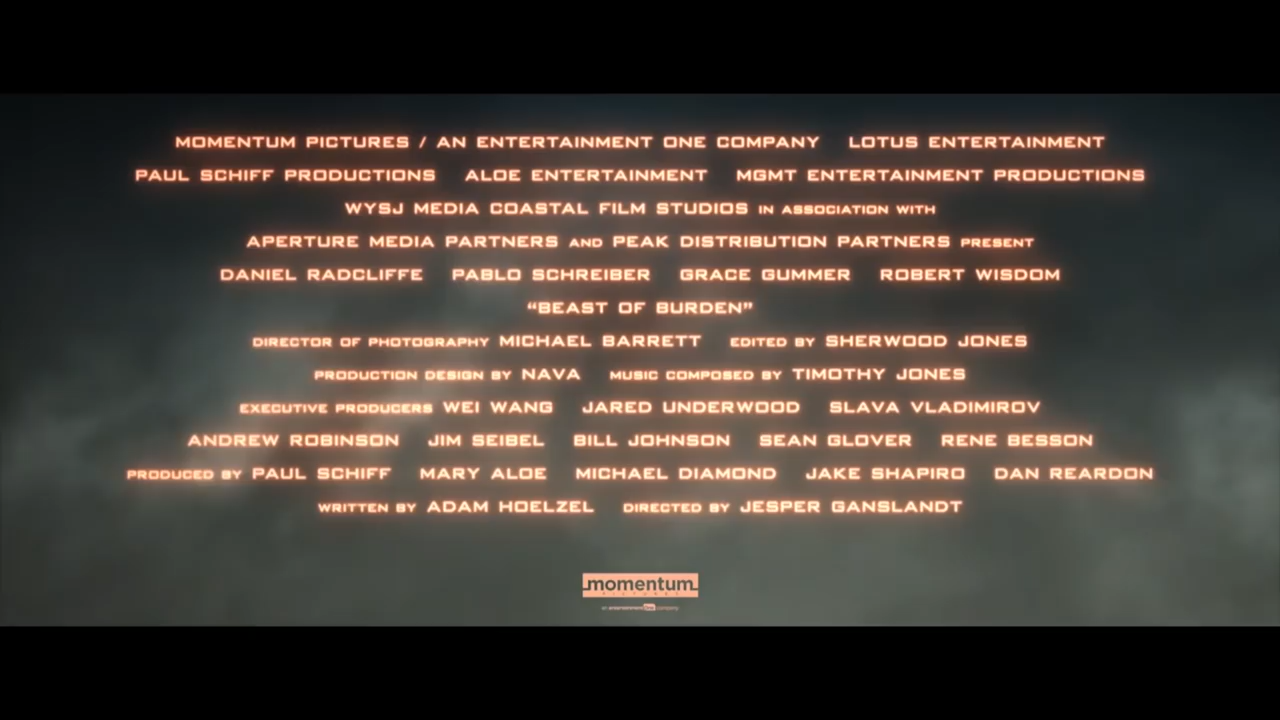 MOMENTUM PICTURES / AN ENTERTAINMENT ONE COMPANY LOTUS ENTERTAINMENT
PAUL SCHIFF PRODUCTIONS ALOE ENTERTAINMENT MGMT ENTERTAINMENT PRODUCTIONS
WYSJ MEDIA COASTAL FILM STUDIOS IN ASSOCIATION WITH
APERTURE MEDIA PARTNERS AND PEAK DISTRIBUTION PARTNERS PRESENT
DANIEL RADCLIFFE PABLO SCHREIBER GRACE GUMMER ROBERT WISDOM
“BEAST OF BURDEN”
DIRECTOR OF PHOTOGRAPHY MICHAEL BARRETT EDITED BY SHERWOOD JONES
PRODUCTION DESIGN BY NAVA MUSIC COMPOSED BY TIMOTHY JONES
EXECUTIVE PRODUCERS WEI WANG JARED UNDERWOOD SLAVA VLADIMIROV
ANDREW ROBINSON JIM SEIBEL BILL JOHNSON SEAN GLOVER RENE BESSON
PRODUCED BY PAUL SCHIFF MARY ALOE MICHAEL DIAMOND JAKE SHAPIRO DAN REARDON
WRITTEN BY ADAM HOELZEL DIRECTED BY JESPER GANSLANDT
momentum
PICTURES
an entertainment one company